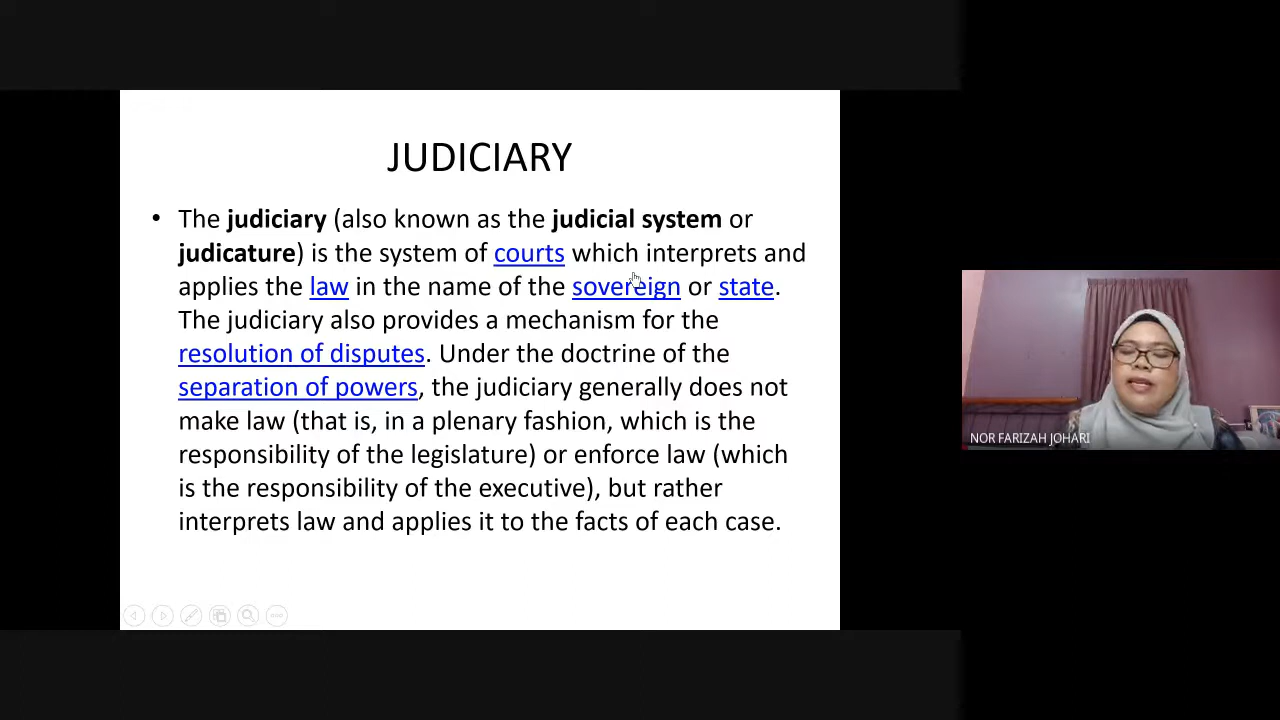 JUDICIARY
• The judiciary (also known as the judicial system or
judicature) is the system of courts which interprets and
applies the law in the name of the sovereign or state.
The judiciary also provides a mechanism for the
resolution of disputes. Under the doctrine of the
separation of powers, the judiciary generally does not
make law (that is, in a plenary fashion, which is the
responsibility of the legislature) or enforce law (which
is the responsibility of the executive), but rather
interprets law and applies it to the facts of each case.
NOR FARIZAH JOHARI